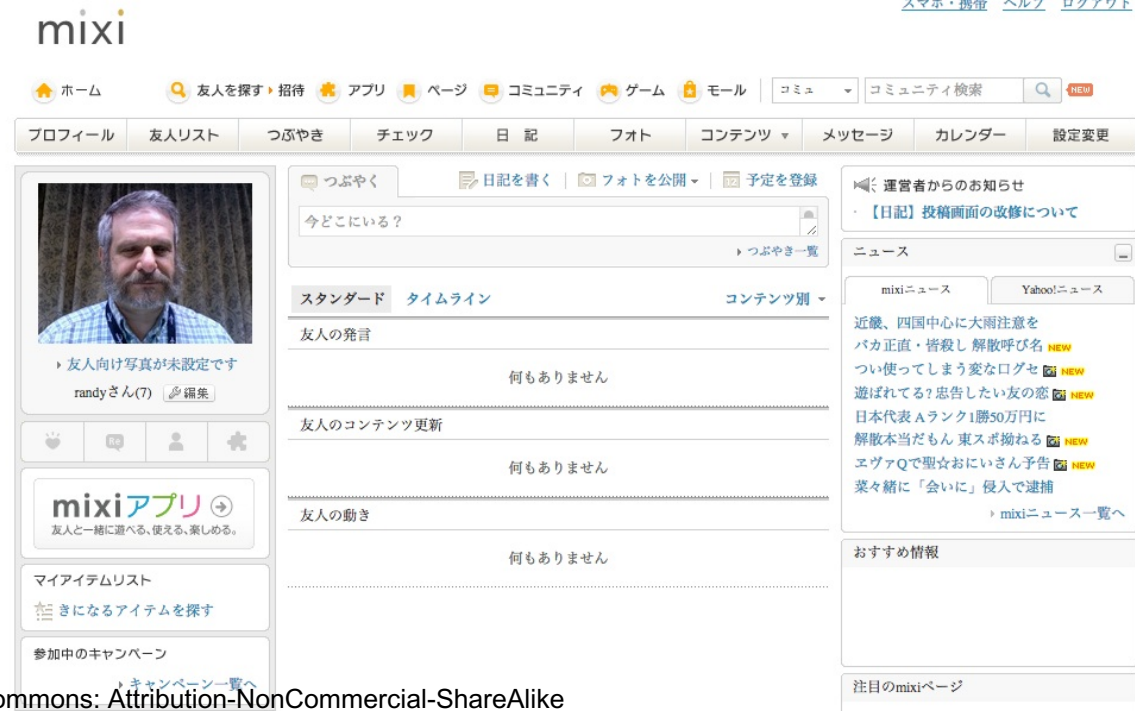 スマホ・携帯 ヘルプ ログアウト
mixi
ホーム 友人を探す 招待 アプリ ページ コミュニティ ゲーム モール コミュ コミュニティ検索 NEW
プロフィール 友人リスト つぶやき チェック 日 記 フォト コンテンツ メッセージ カレンダー 設定変更
つぶやく 日記を書く フォトを公開 12 予定を登録
今どこにいる？
つぶやき一覧
スタンダード タイムライン コンテンツ別
友人の発言
何もありません
友人のコンテンツ更新
何もありません
友人の動き
何もありません
友人向け写真が未設定です
randyさん(7) 編集
Re
mixiアプリ
友人と一緒に遊べる、使える、楽しめる。
マイアイテムリスト
きになるアイテムを探す
参加中のキャンペーン
キャンペーン一覧へ
運営者からのお知らせ
【日記】投稿画面の改修について
ニュース
mixiニュース Yahoo!ニュース
近畿、四国中心に大雨注意を
バカ正直・皆殺し 解散呼び名 NEW
つい使ってしまう変な口グセ NEW
遊ばれてる? 忠告したい友の恋 NEW
日本代表 Aランク1勝50万円に
解散本当だもん 東スポ拗ねる NEW
ヱヴァQで聖☆おにいさん予告 NEW
菜々緒に「会いに」侵入で逮捕
mixiニュース一覧へ
おすすめ情報
注目のmixiページ
ommons: Attribution-NonCommercial-ShareAlike